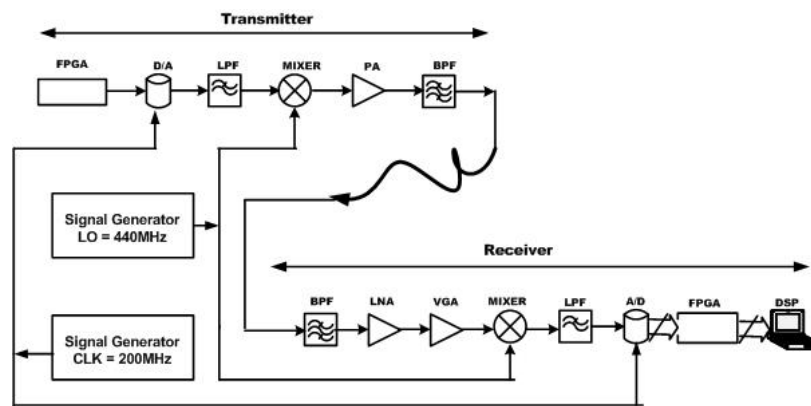 Transmitter
FPGA
D/A
LPF
MIXER
PA
BPF
Signal Generator
LO = 440MHz
Receiver
BPF
LNA
VGA
MIXER
LPF
A/D
FPGA
DSP
Signal Generator
CLK = 200MHz